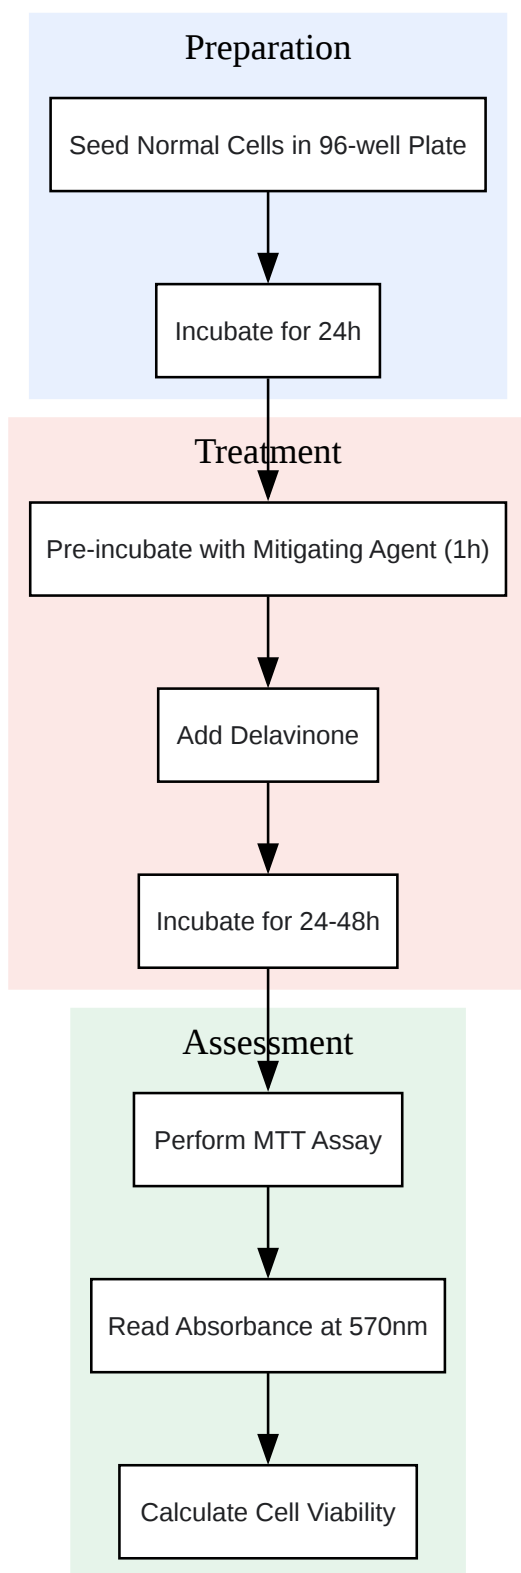 Preparation
Seed Normal Cells in 96-well Plate
Incubate for 24h
Treatment
Pre-incubate with Mitigating Agent (1h)
Add Delavinone
Incubate for 24-48h
Assessment
Perform MTT Assay
Read Absorbance at 570nm
Calculate Cell Viability